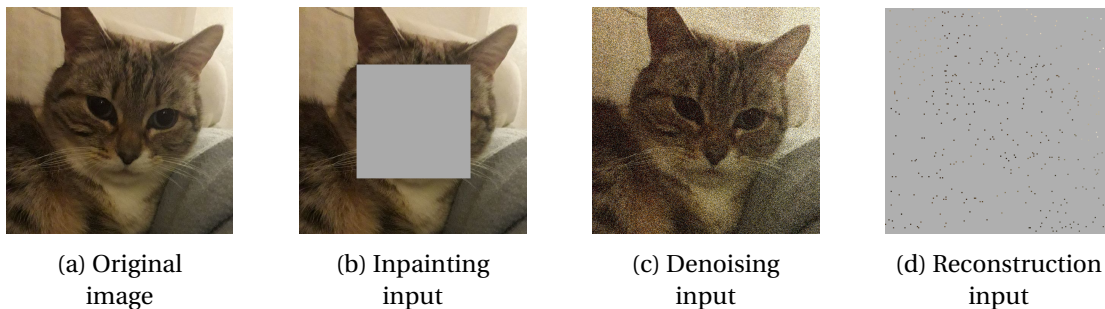 (a) Original
image
(b) Inpainting
input
(c) Denoising
input
(d) Reconstruction
input